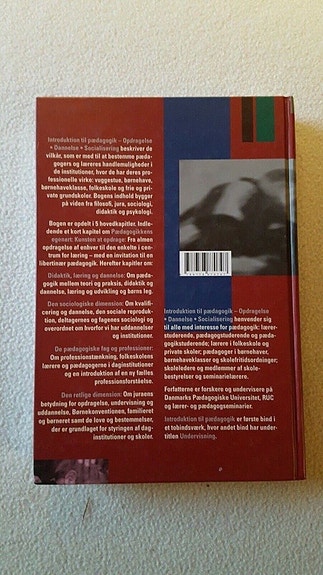 Introduktion til pædagogik – Opdragelse
• Dannelse • Socialisering beskriver de
vilkår, som er med til at bestemme pæda-
gogers og læreres handlemuligheder i
de institutioner, hvor de har deres pro-
fessionelle virke: vuggestue, børnehave,
børnehaveklasse, folkeskole og frie og pri-
vate grundskoler. Bogens indhold bygger
på viden fra filosofi, jura, sociologi,
didaktik og psykologi.
Bogen er opdelt i 5 hovedkapitler. Indle-
dende et kort kapitel om Pædagogikkens
egenert: Kunsten at opdrage: Fra almen
opdragelse af enhver til den enkelte i cen-
trum for læring – med en invitation til en
libertinær pædagogik. Herefter kapitler om:
Didaktik, læring og dannelse: Om pæda-
gogik mellem teori og praksis, didaktik og
dannelse, læring og udvikling og børns leg.
Den sociologiske dimension: Om kvalifi-
cering og dannelse, den sociale reproduk-
tion, deltagernes og fagenes sociologi og
overordnet om hvorfor vi har uddannelser
og institutioner.
De pædagogiske fag og professioner:
Om professionstænkning, folkeskolens
lærere og pædagogerne i daginstitutionen
og en introduktion af en ny fælles
professionsforståelse.
Den retlige dimension: Om juraens
betydning for opdragelse, undervisning og
uddannelse, Børnekonventionen, familieret
og børneret samt de love og bestemmelser,
der er grundlaget for styringen af dag-
institutioner og skoler.
Introduktion til pædagogik – Opdragelse
• Dannelse • Socialisering henvender sig
til alle med interesse for pædagogik: lærer-
studerende, pædagogstuderende og pæda-
gogikstuderende; lærere i folkeskole og
private skoler; pædagoger i børnehaver,
børnehaveklasser og skolefritidsordninger;
skoleledere og medlemmer af skole-
bestyrelser og seminarielærere.
Forfatterne er forskere og undervisere på
Danmarks Pædagogiske Universitet, RUC
og lærer- og pædagogseminarier.
Introduktion til pædagogik er første bind i
et tobindsværk, hvor andet bind har under-
titlen Undervisning.